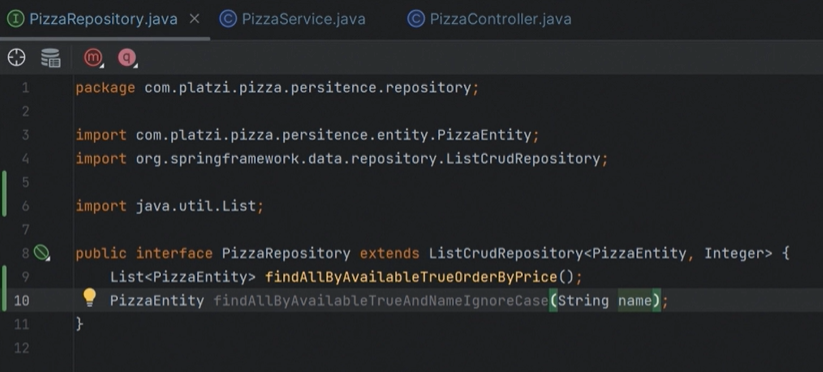 PizzaRepository.java × PizzaService.java PizzaController.java
m q
1 package com.platzi.pizza.persitence.repository;
2
3 import com.platzi.pizza.persitence.entity.PizzaEntity;
4 import org.springframework.data.repository.ListCrudRepository;
5
6 import java.util.List;
7
8 public interface PizzaRepository extends ListCrudRepository<PizzaEntity, Integer> {
9 List<PizzaEntity> findAllByAvailableTrueOrderByPrice();
10 PizzaEntity findAllByAvailableTrueAndNameIgnoreCase(String name);
11 }
12